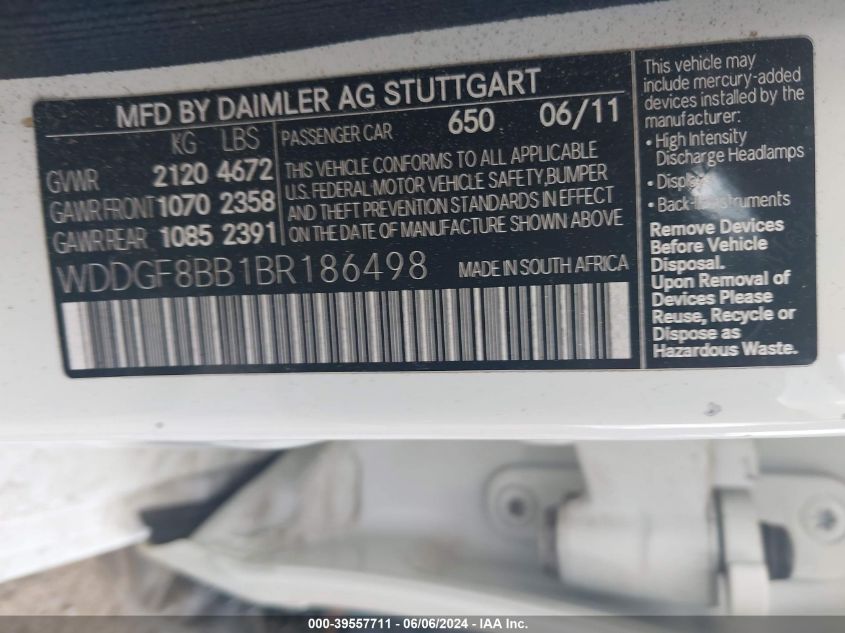 MFD BY DAIMLER AG STUTTGART
KG LBS
GVWR 2120 4672
GAWR FRONT 1070 2358
GAWR REAR 1085 2391
PASSENGER CAR 650 06/11
THIS VEHICLE CONFORMS TO ALL APPLICABLE
U.S. FEDERAL MOTOR VEHICLE SAFETY, BUMPER
AND THEFT PREVENTION STANDARDS IN EFFECT
ON THE DATE OF MANUFACTURE SHOWN ABOVE
WDDGF8BB1BR186498 MADE IN SOUTH AFRICA
This vehicle may
include mercury-added
devices installed by the
manufacturer:
• High Intensity
Discharge Headlamps
•
• Instruments
Remove Devices
Before Vehicle
Disposal.
Upon Removal of
Devices Please
Reuse, Recycle or
Dispose as
Hazardous Waste.
000-39557711 - 06/06/2024 - IAA Inc.